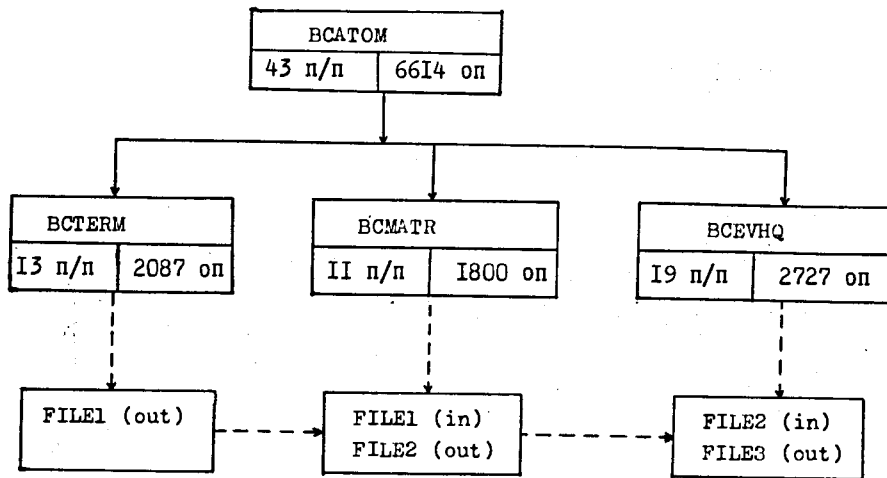 BCATOM
43 п/п 66I4 оп
BCTERM
I3 п/п 2087 оп
BCMATR
II п/п I800 оп
BCEVHQ
I9 п/п 2727 оп
FILE1 (out)
FILE1 (in)
FILE2 (out)
FILE2 (in)
FILE3 (out)